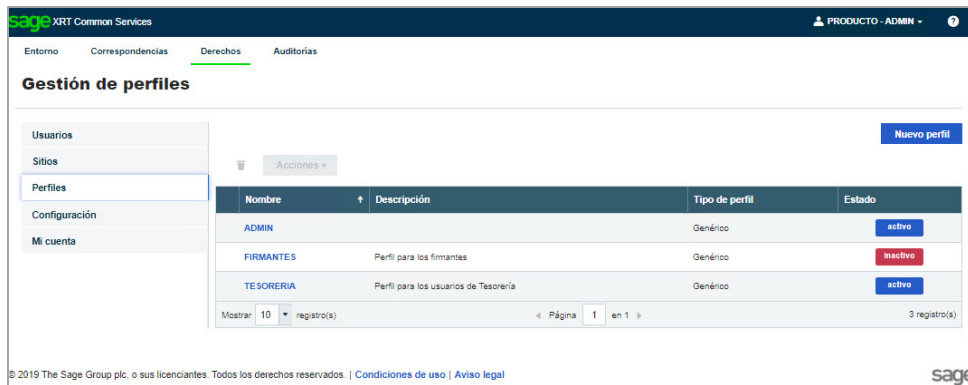 sage XRT Common Services PRODUCTO - ADMIN ?
Entorno Correspondencias Derechos Auditorías
Gestión de perfiles
Usuarios
Sitios
Perfiles
Configuración
Mi cuenta
Nuevo perfil
Acciones
Nombre Descripción Tipo de perfil Estado
ADMIN Genérico activo
FIRMANTES Perfil para los firmantes Genérico inactivo
TESORERIA Perfil para los usuarios de Tesorería Genérico activo
Mostrar 10 registro(s) Página 1 en 1 3 registro(s)
© 2019 The Sage Group plc, o sus licenciantes. Todos los derechos reservados. | Condiciones de uso | Aviso legal sage